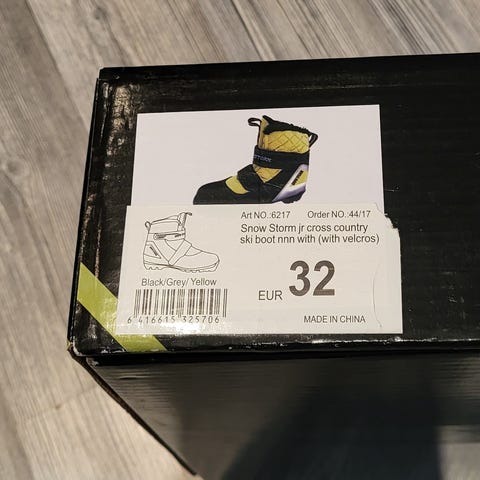 Art NO.:6217 Order NO.:44/17
Snow Storm jr cross country
ski boot nnn with (with velcros)
Black/Grey/ Yellow
EUR 32
6 416615 325706
MADE IN CHINA